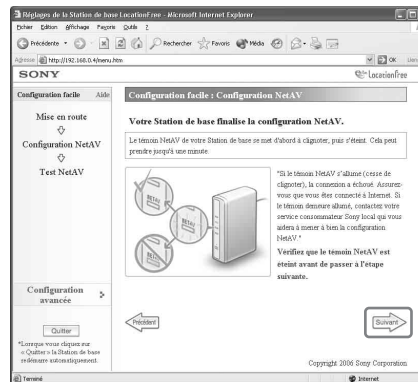 Réglages de la Station de base LocationFree - Microsoft Internet Explorer
Fichier Edition Affichage Favoris Outils ?
Précédente Rechercher Favoris Média
Adresse http://192.168.0.4/menu.htm OK Liens
SONY LocationFree
Configuration facile Aide
Configuration facile : Configuration NetAV
Mise en route
Configuration NetAV
Test NetAV
Votre Station de base finalise la configuration NetAV.
Le témoin NetAV de votre Station de base se met d'abord à clignoter, puis s'éteint. Cela peut
prendre jusqu'à une minute.
NETAV
NETAV
NETAV
"Si le témoin NetAV s'allume (cesse de
clignoter), la connexion a échoué. Assurez-
vous que vous êtes connecté à Internet. Si
le témoin demeure allumé, contactez votre
service consommateur Sony local qui vous
aidera à mener à bien la configuration
NetAV."
Vérifiez que le témoin NetAV est
éteint avant de passer à l'étape
suivante.
Configuration
avancée
Quitter
*Lorsque vous cliquez sur
« Quitter » la Station de base
redémarre automatiquement.
Précédent
Suivant
Copyright 2006 Sony Corporation
Terminé Internet